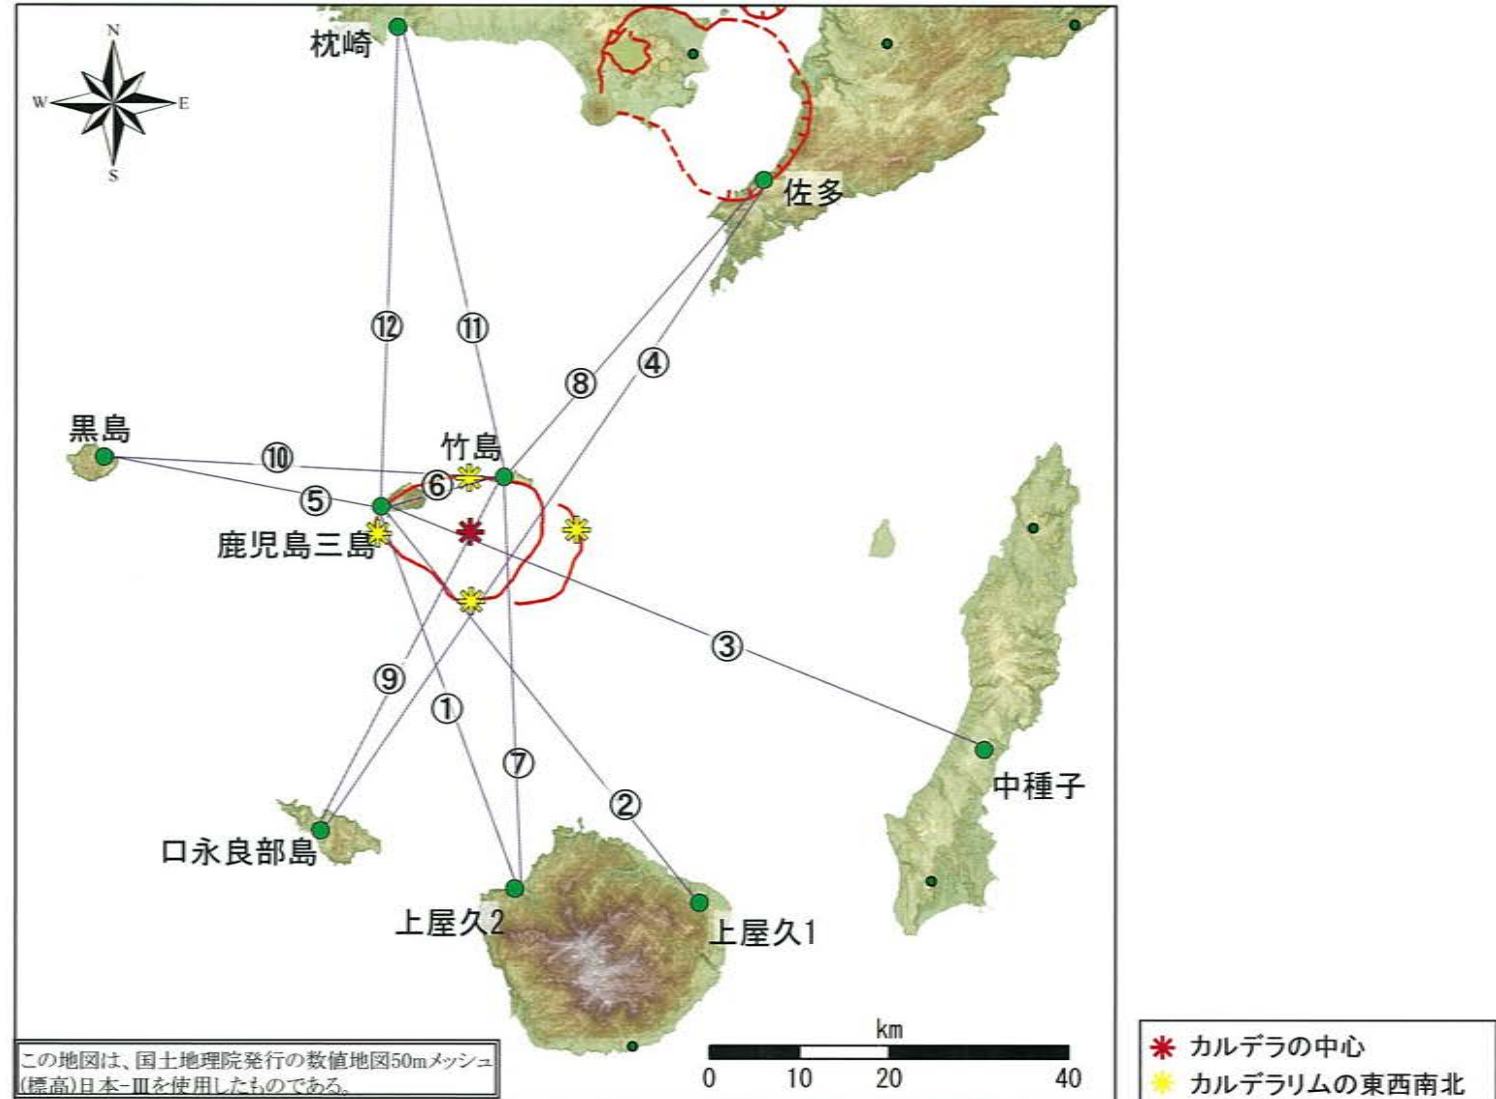 枕崎
N
W
E
S
佐多
⑫
⑪
④
⑧
黒島
竹島
⑩
⑥
⑤
鹿児島三島
③
⑨
①
⑦
②
中種子
口永良部島
上屋久2
上屋久1
km
0 10 20 40
この地図は、国土地理院発行の数値地図50mメッシュ
(標高)日本-Ⅲを使用したものである。
カルデラの中心
カルデラリムの東西南北